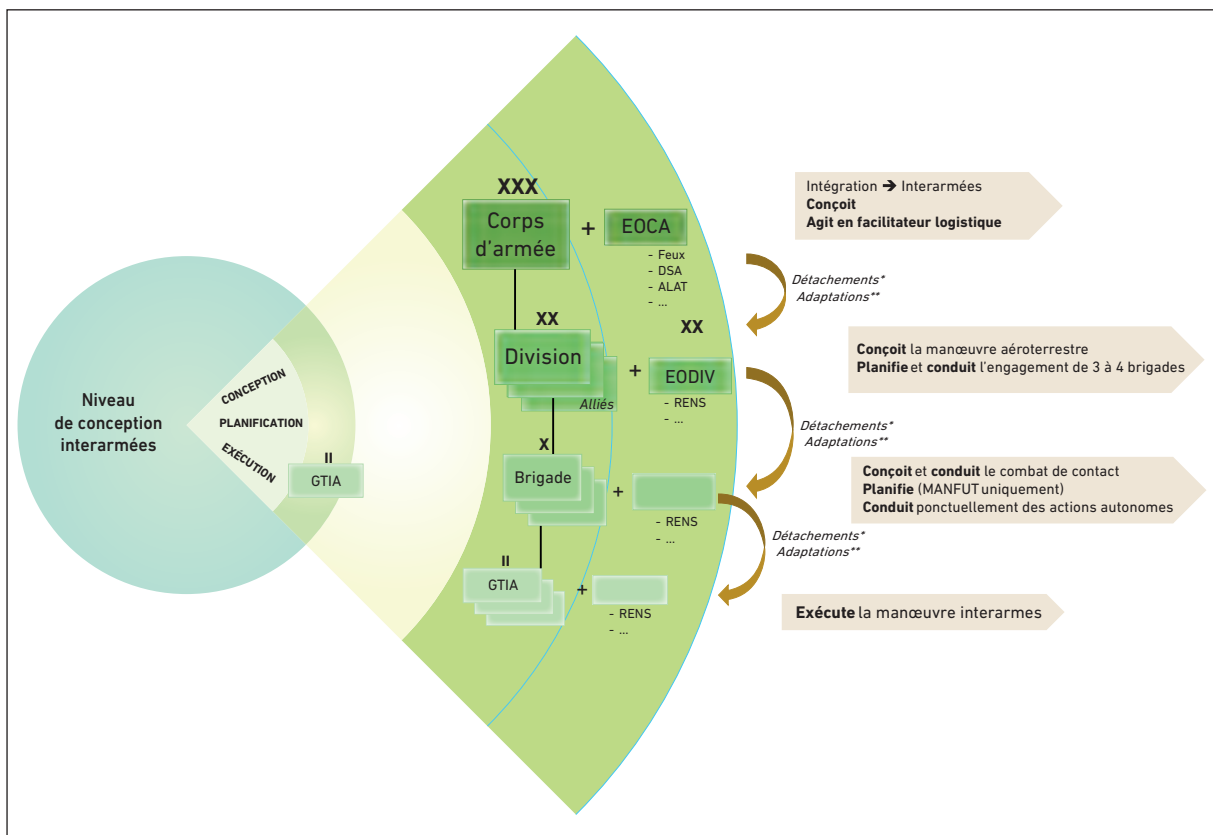 Niveau
de conception
interarmées
CONCEPTION
PLANIFICATION
EXÉCUTION
II
GTIA
XXX
Corps
d'armée
+
EOCA
- Feux
- DSA
- ALAT
- ...
XX
Division
Alliés
+
XX
EODIV
- RENS
- ...
X
Brigade
+
- RENS
- ...
II
GTIA
+
- RENS
- ...
Intégration ➔ Interarmées
Conçoit
Agit en facilitateur logistique
Détachements*
Adaptations**
Conçoit la manœuvre aéroterrestre
Planifie et conduit l'engagement de 3 à 4 brigades
Détachements*
Adaptations**
Conçoit et conduit le combat de contact
Planifie (MANFUT uniquement)
Conduit ponctuellement des actions autonomes
Détachements*
Adaptations**
Exécute la manœuvre interarmes